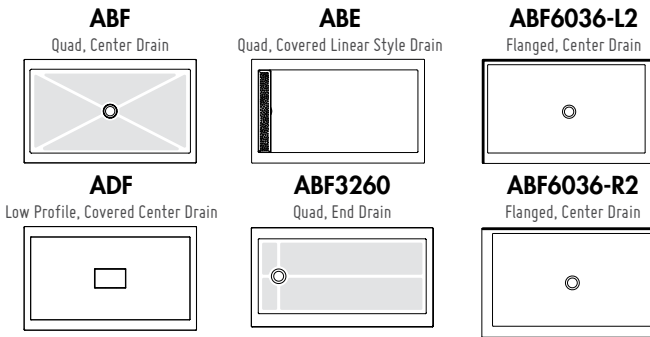 ABF
Quad, Center Drain
ABE
Quad, Covered Linear Style Drain
ABF6036-L2
Flanged, Center Drain
ADF
Low Profile, Covered Center Drain
ABF3260
Quad, End Drain
ABF6036-R2
Flanged, Center Drain